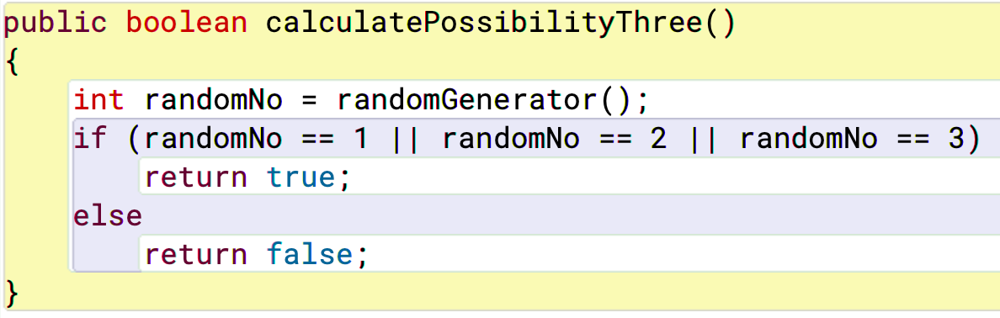 public boolean calculatePossibilityThree()
{
    int randomNo = randomGenerator();
    if (randomNo == 1 || randomNo == 2 || randomNo == 3)
        return true;
    else
        return false;
}